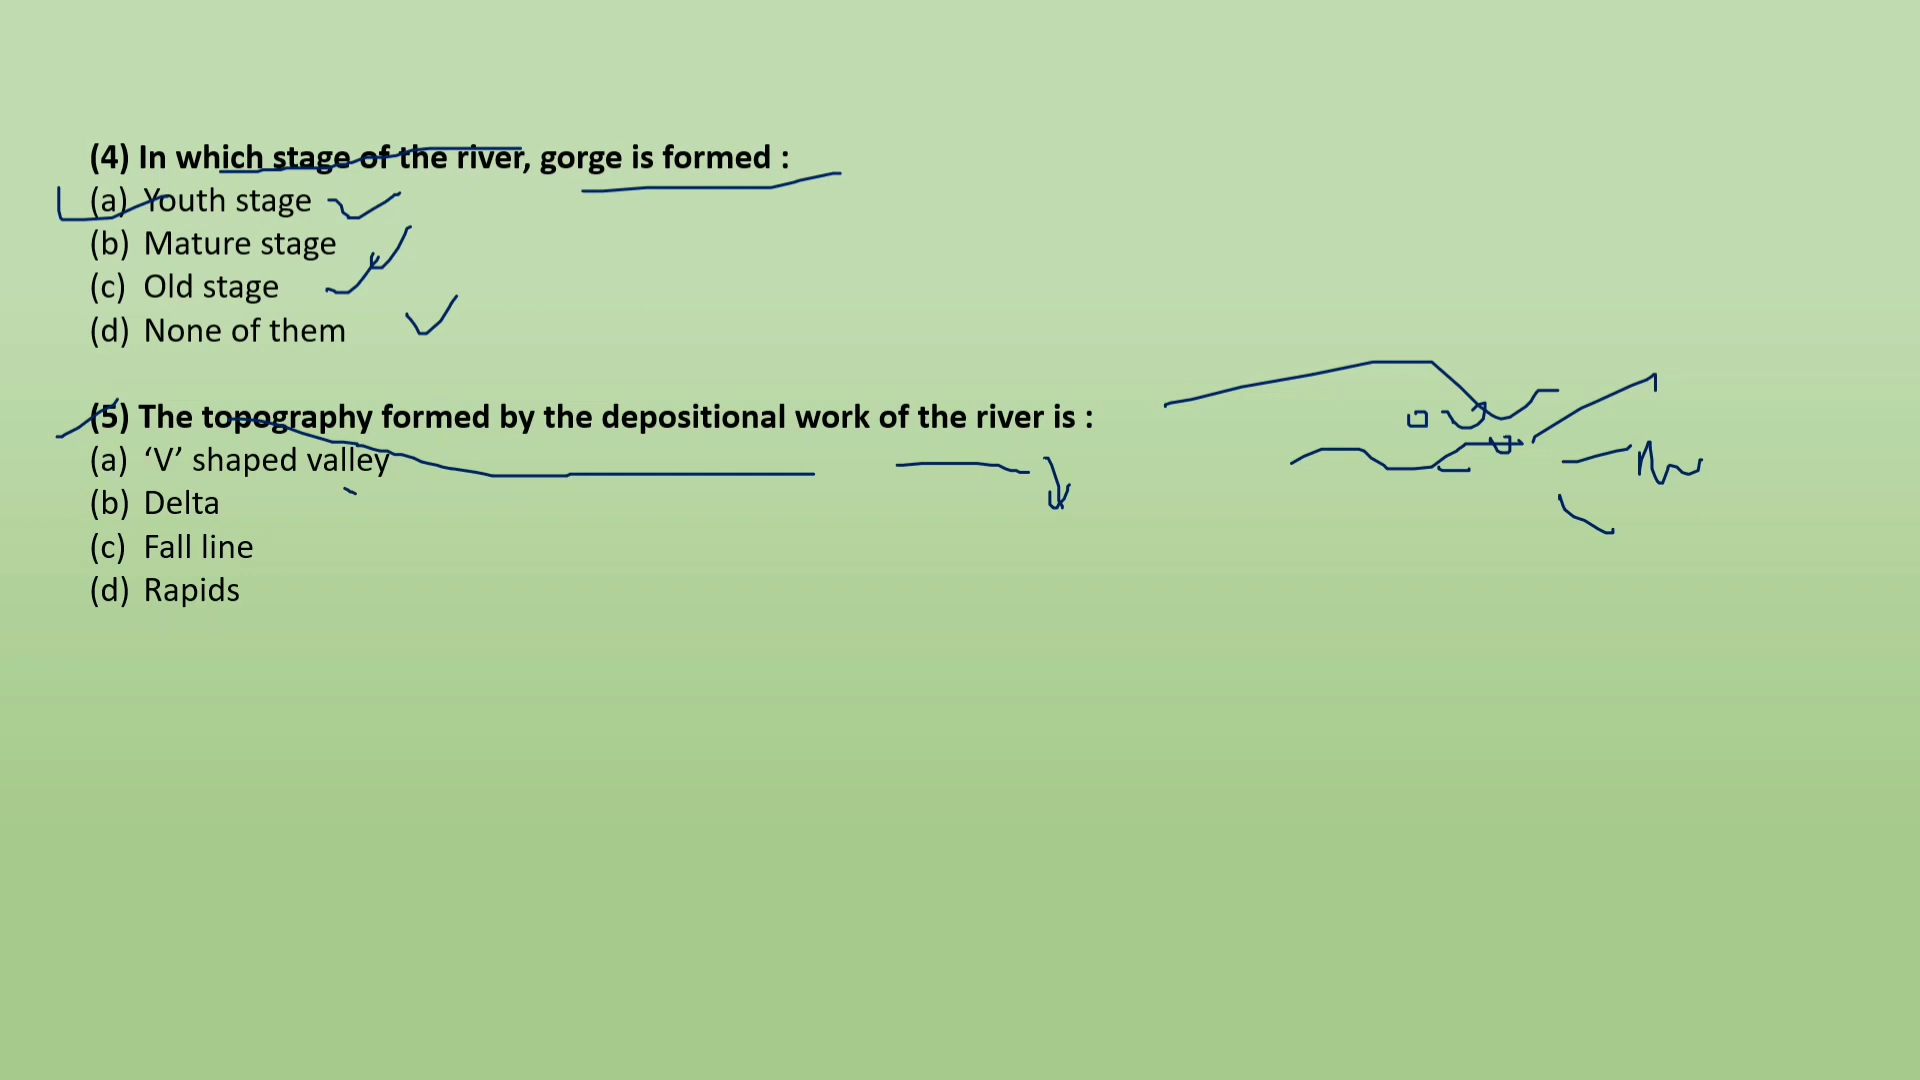 (4) In which stage of the river, gorge is formed :
(a) Youth stage
(b) Mature stage
(c) Old stage
(d) None of them
(5) The topography formed by the depositional work of the river is :
(a) ‘V’ shaped valley
(b) Delta
(c) Fall line
(d) Rapids